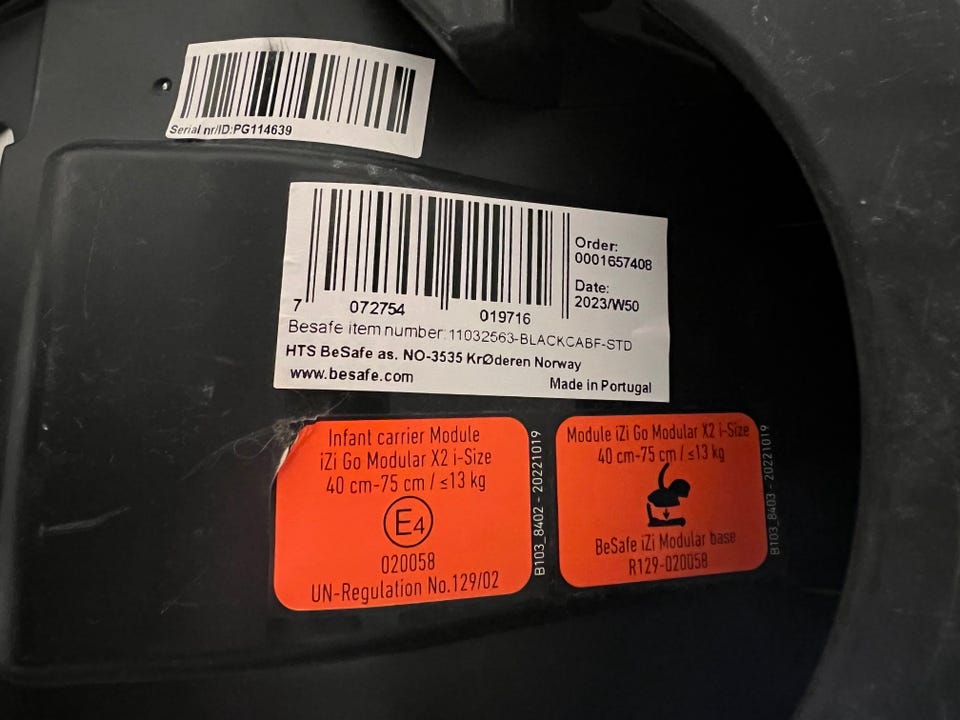 Serial nr/ID:PG114639
7 072754 019716
Order:
0001657408
Date:
2023/W50
Besafe item number:11032563-BLACKCABF-STD
HTS BeSafe as. NO-3535 KrØderen Norway
www.besafe.com
Made in Portugal
Infant carrier Module
iZi Go Modular X2 i-Size
40 cm-75 cm / ≤13 kg
E4
020058
UN-Regulation No.129/02
B103_8402 - 20221019
Module iZi Go Modular X2 i-Size
40 cm-75 cm / ≤13 kg
BeSafe iZi Modular base
R129-020058
B103_8403 - 20221019